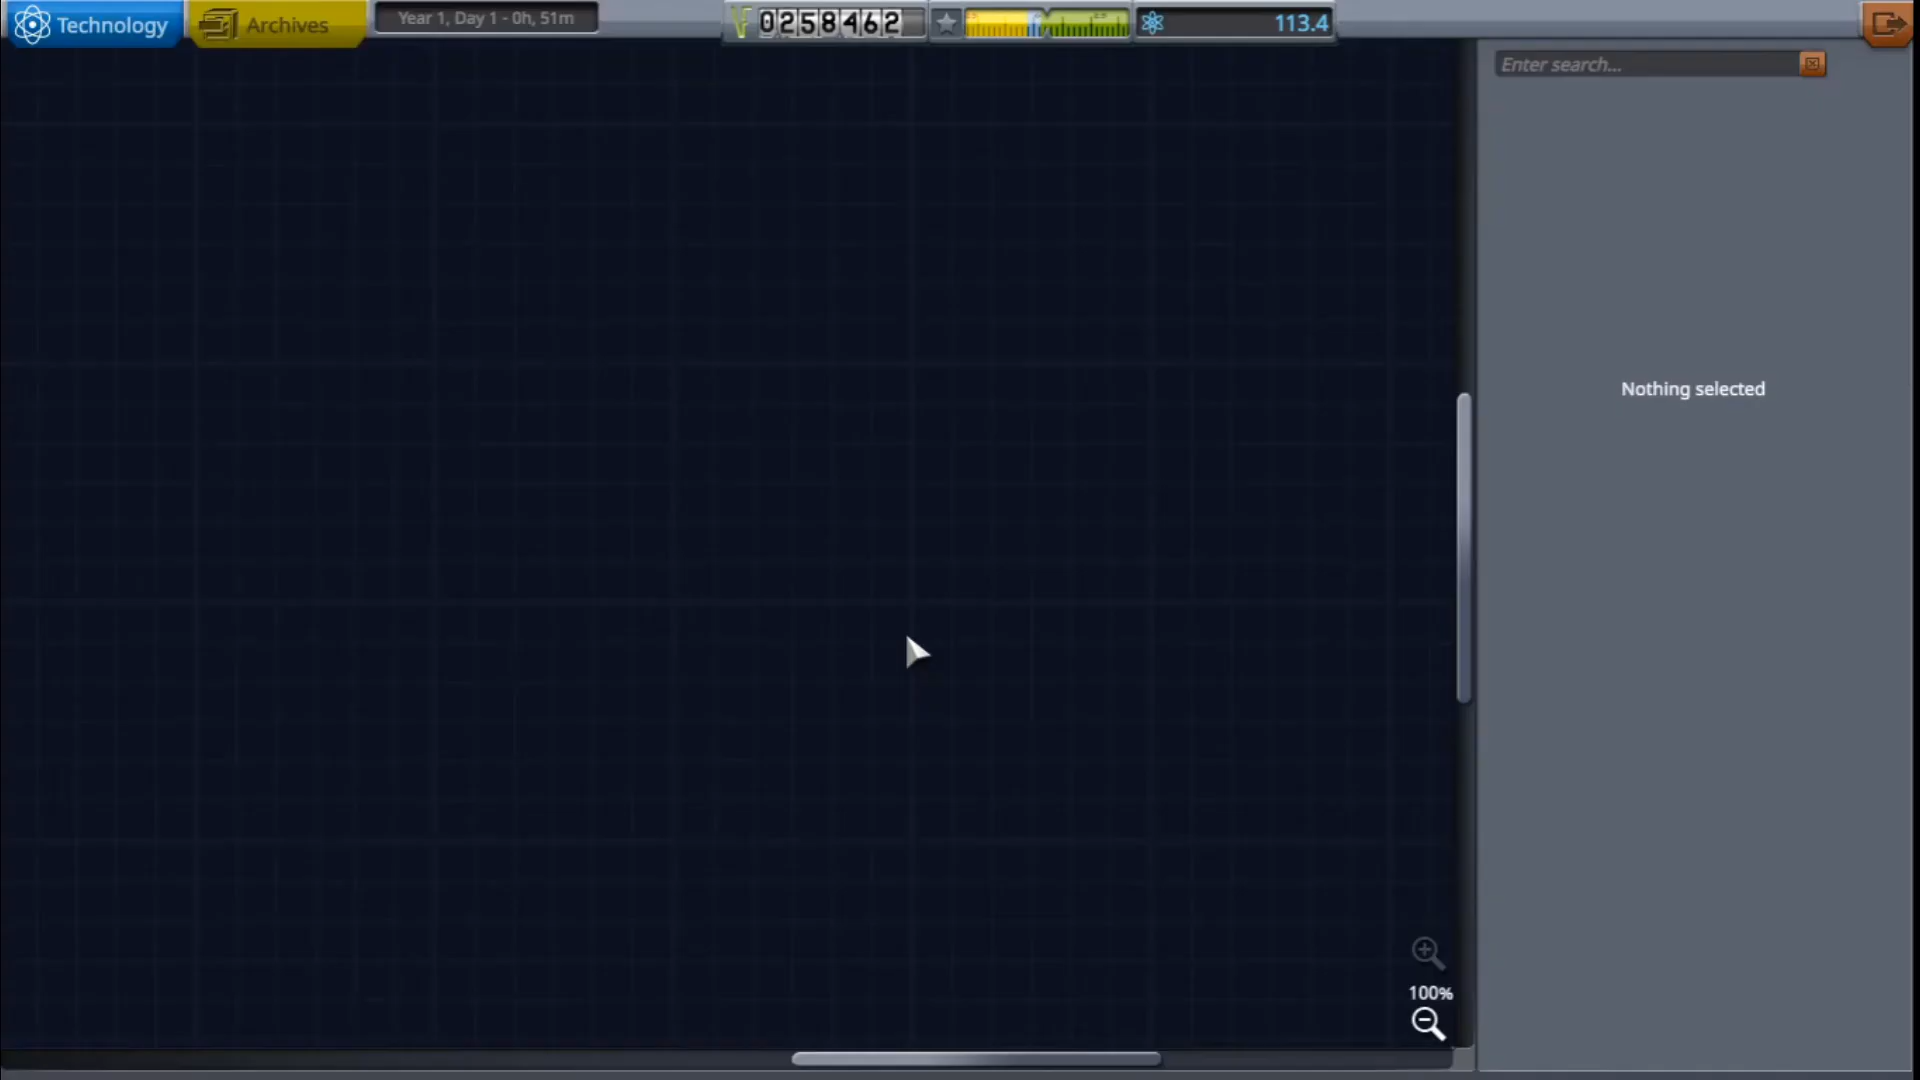 Technology
Archives
Year 1, Day 1 - 0h, 51m
0258462
113.4
Enter search...
Nothing selected
100%